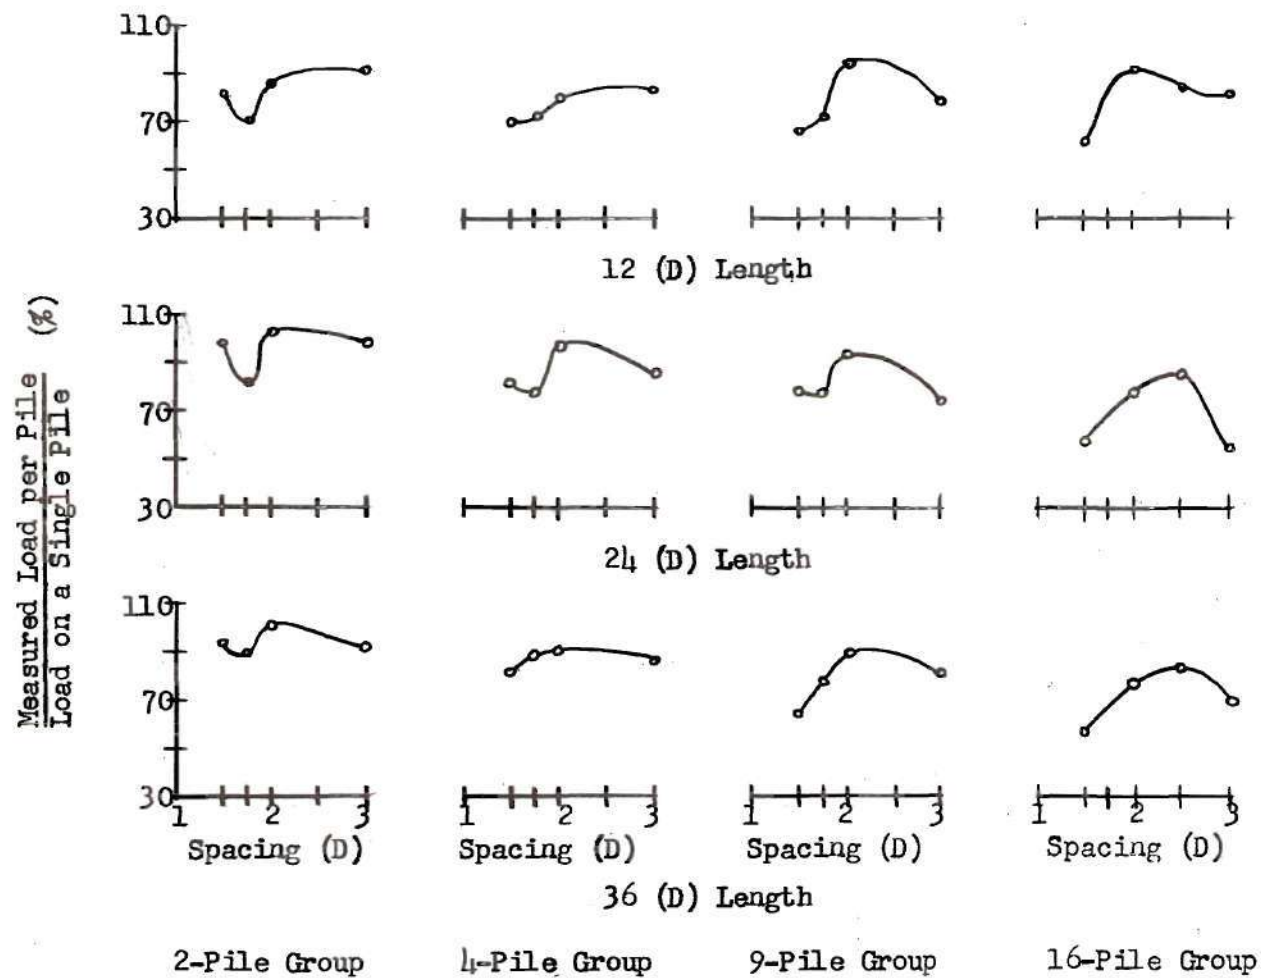 110
70
30
12 (D) Length
110
70
30
24 (D) Length
110
70
30
Measured Load per Pile (%)
Load on a Single Pile
1 2 3 1 2 3 1 2 3 1 2 3
Spacing (D) Spacing (D) Spacing (D) Spacing (D)
36 (D) Length
2-Pile Group 4-Pile Group 9-Pile Group 16-Pile Group